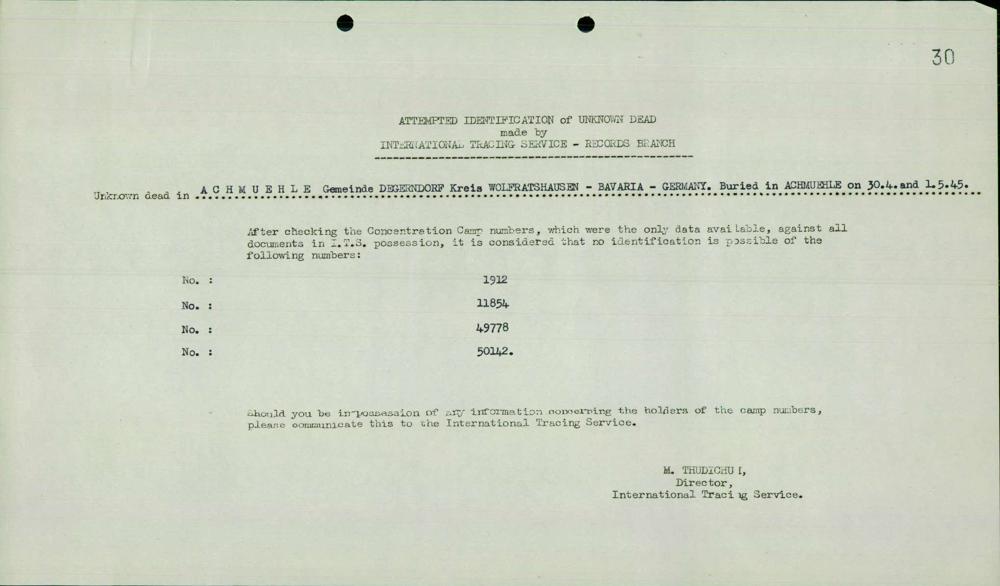 30
ATTEMPTED IDENTIFICATION of UNKNOWN DEAD
made by
INTERNATIONAL TRACING SERVICE - RECORDS BRANCH
Unknown dead in A C H M U E H L E Gemeinde DEGERNDORF Kreis WOLFRATSHAUSEN - BAVARIA - GERMANY. Buried in ACHMUEHLE on 30.4. and 1.5.45.
After checking the Concentration Camp numbers, which were the only data available, against all
documents in I.T.S. possession, it is considered that no identification is possible of the
following numbers:
No. : 1912
No. : 11854
No. : 49778
No. : 50142.
Should you be in possession of any information concerning the holders of the camp numbers,
please communicate this to the International Tracing Service.
M. THUDICHUM,
Director,
International Tracing Service.